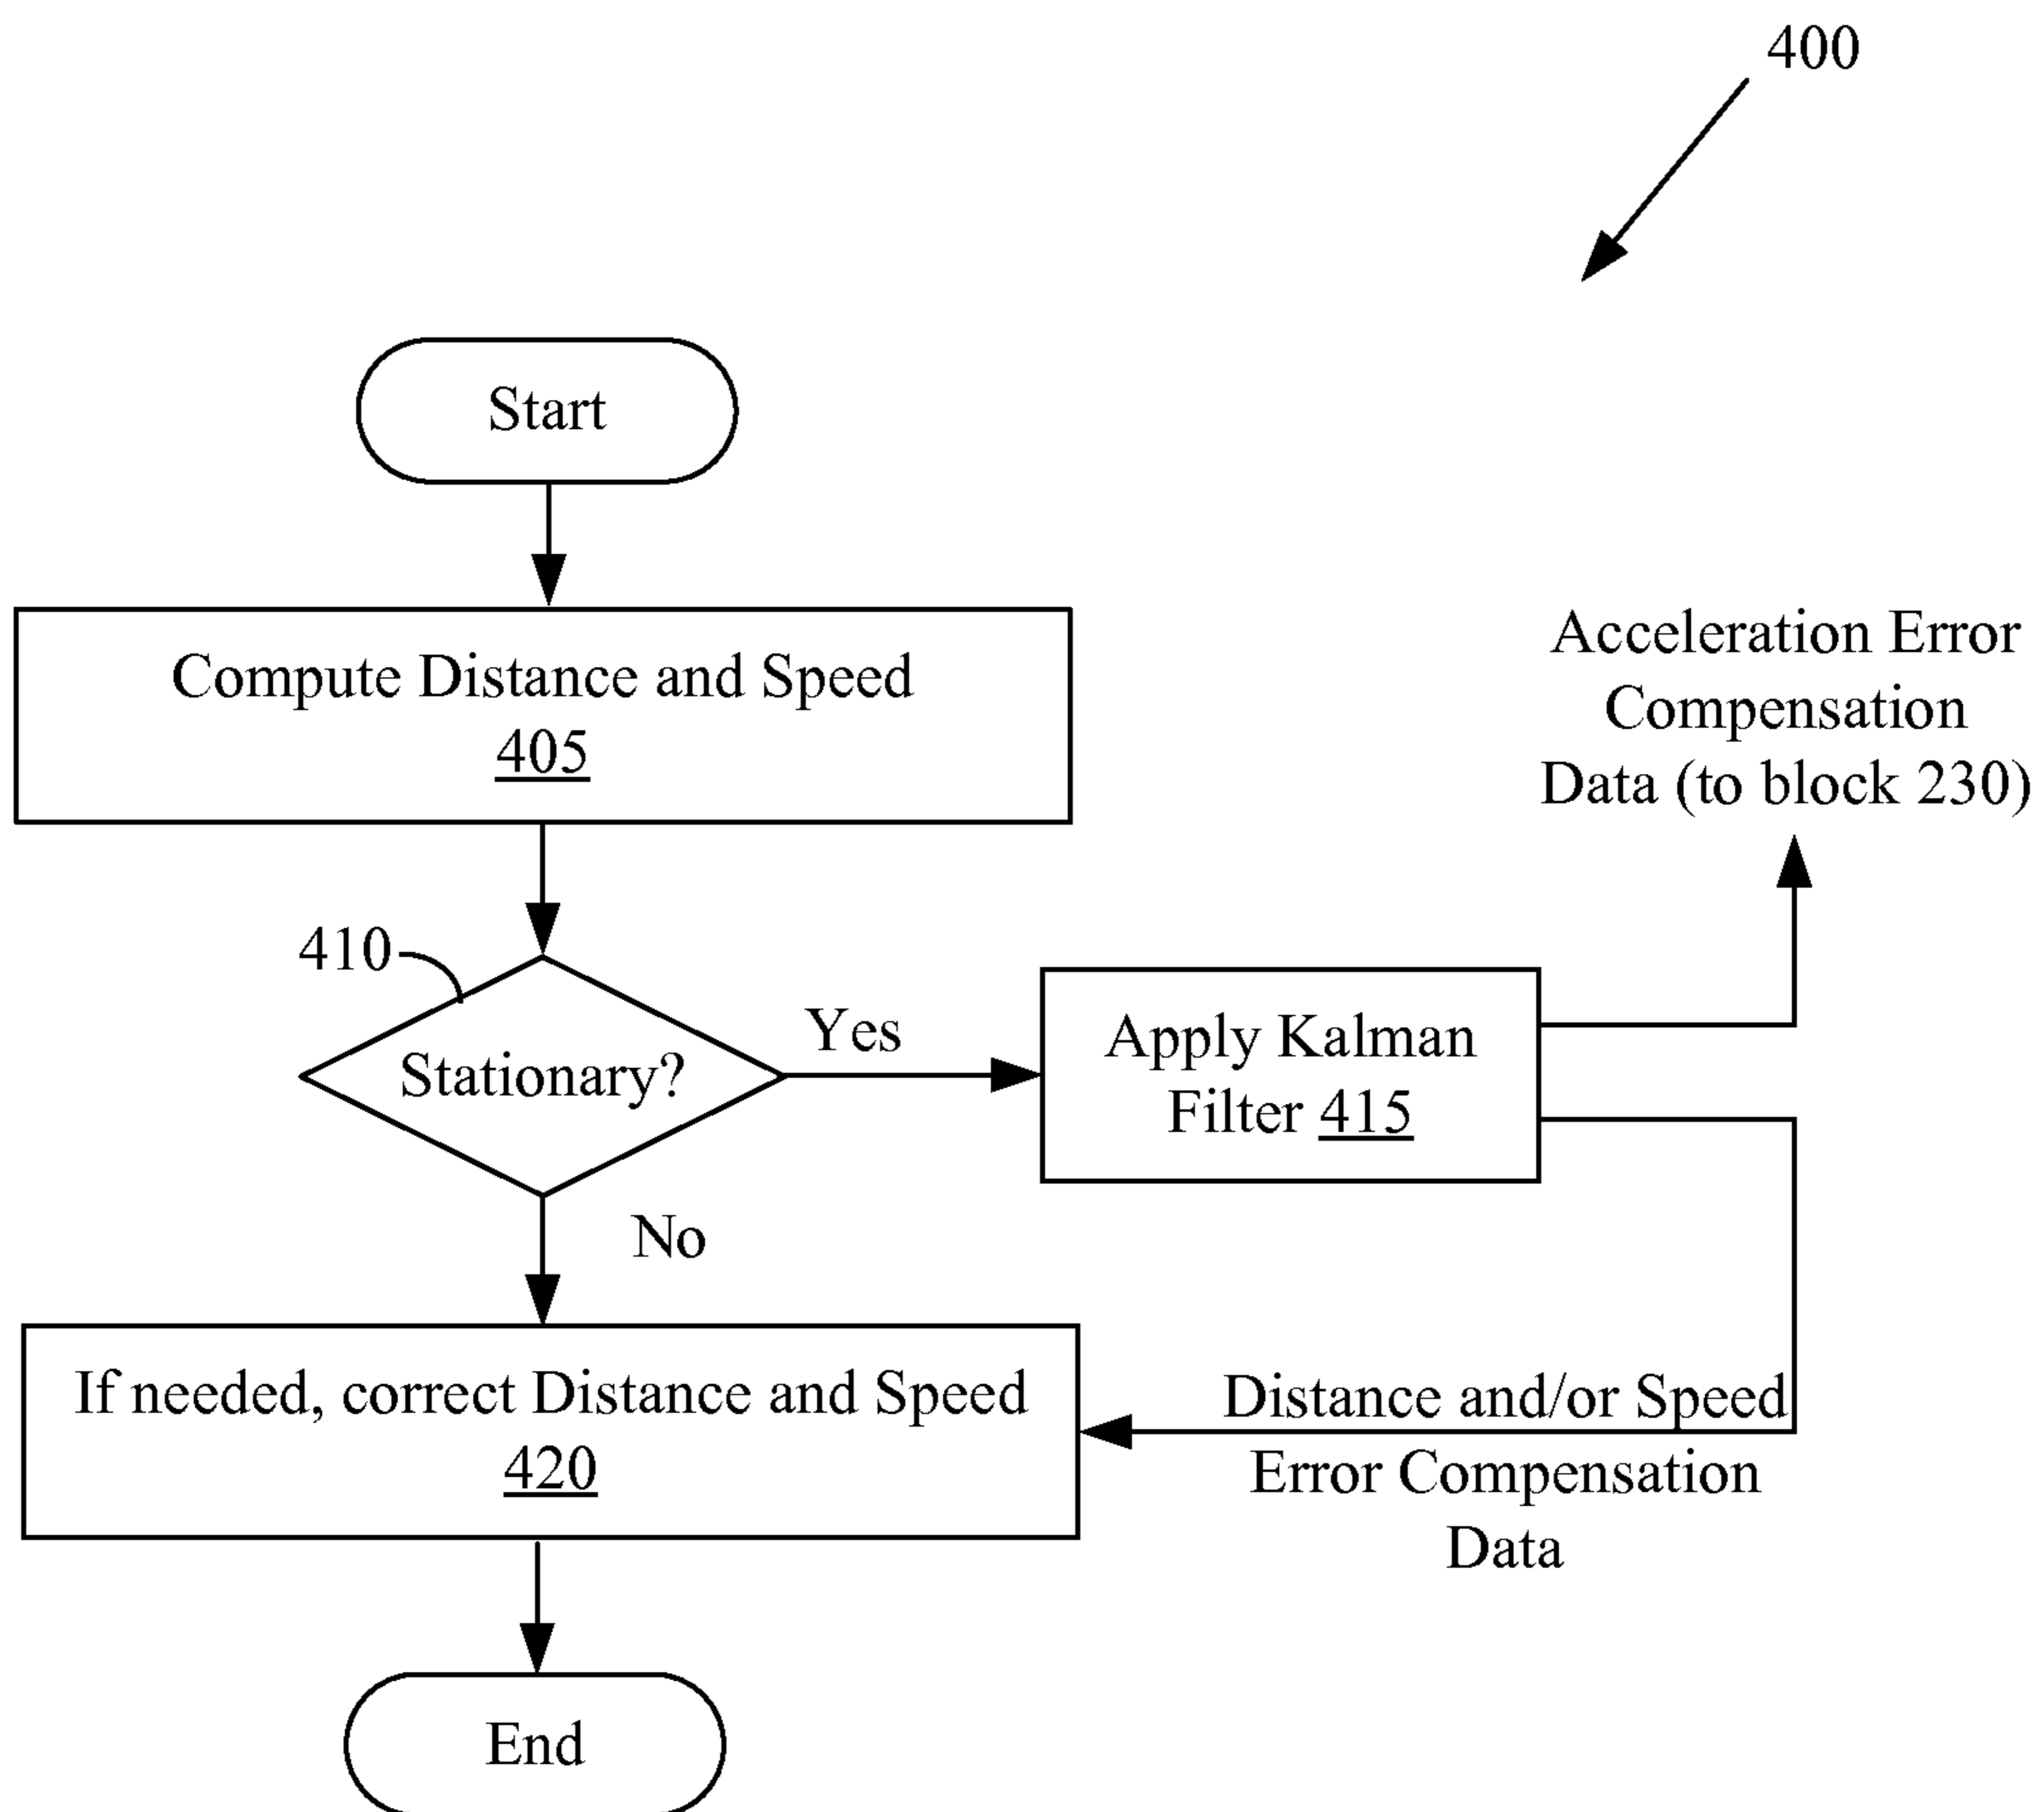 400
Start
Compute Distance and Speed
405
Acceleration Error
Compensation
Data (to block 230)
410
Stationary?
Yes
Apply Kalman
Filter 415
No
If needed, correct Distance and Speed
420
Distance and/or Speed
Error Compensation
Data
End